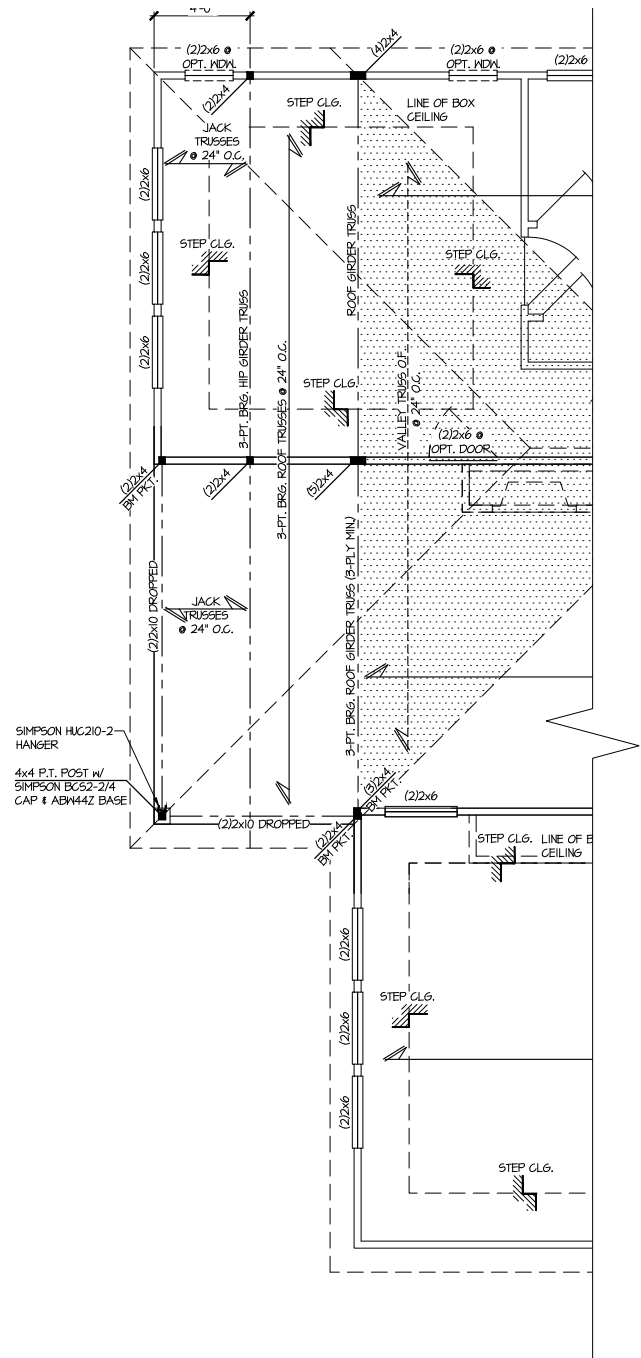 4'-0"
(2)2x6 @
OPT. WDW.
(2)2x4
(4)2x4
(2)2x6 @
OPT. WDW.
(2)2x6
STEP CLG.
LINE OF BOX
CEILING
JACK
TRUSSES
@ 24" O.C.
(2)2x6
(2)2x6
(2)2x6
STEP CLG.
STEP CLG.
STEP CLG.
3-PT. BRG. HIP GIRDER TRUSS
3-PT. BRG. ROOF TRUSSES @ 24" O.C.
ROOF GIRDER TRUSS
VALLEY TRUSS O.F.
@ 24" O.C.
(2)2x6 @
OPT. DOOR
(2)2x4
BM PKT.
(2)2x4
(5)2x4
(2)2x10 DROPPED
JACK
TRUSSES
@ 24" O.C.
3-PT. BRG. ROOF GIRDER TRUSS (3-PLY MIN.)
SIMPSON HUC210-2
HANGER
4x4 P.T. POST W/
SIMPSON BCS2-2/4
CAP & ABW44Z BASE
(2)2x10 DROPPED
(2)2x4
BM PKT.
(3)2x4
BM PKT.
(2)2x6
STEP CLG.
LINE OF B
CEILING
(2)2x6
(2)2x6
(2)2x6
STEP CLG.
STEP CLG.